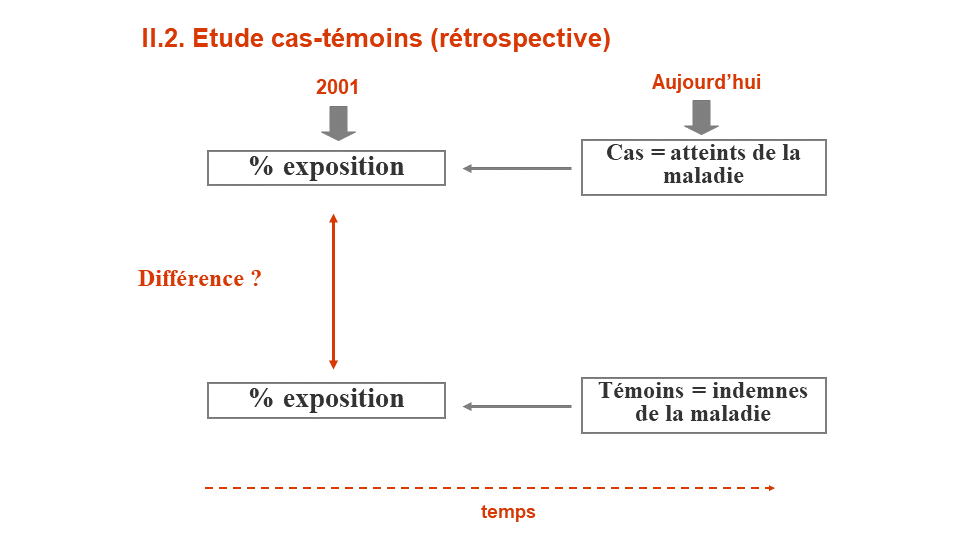 II.2. Etude cas-témoins (rétrospective)
2001
Aujourd’hui
% exposition
Cas = atteints de la
maladie
Différence ?
% exposition
Témoins = indemnes
de la maladie
temps